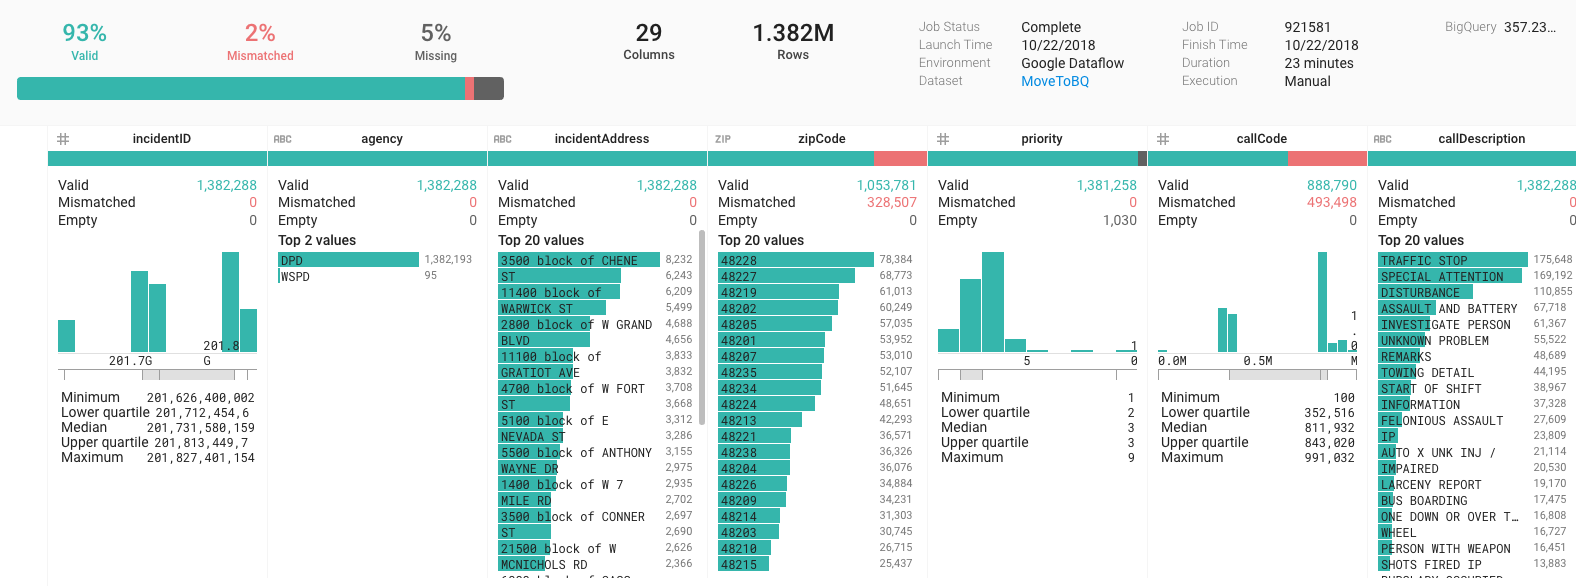 93%
Valid
2%
Mismatched
5%
Missing
29
Columns
1.382M
Rows
Job Status Complete
Launch Time 10/22/2018
Environment Google Dataflow
Dataset MoveToBQ
Job ID 921581
Finish Time 10/22/2018
Duration 23 minutes
Execution Manual
BigQuery 357.23...
# incidentID
Valid 1,382,288
Mismatched 0
Empty 0
201.7G
201.8
G
Minimum 201,626,400,002
Lower quartile 201,712,454,6
Median 201,731,580,159
Upper quartile 201,813,449,7
Maximum 201,827,401,154
ABC agency
Valid 1,382,288
Mismatched 0
Empty 0
Top 2 values
DPD 1,382,193
WSPD 95
ABC incidentAddress
Valid 1,382,288
Mismatched 0
Empty 0
Top 20 values
3500 block of CHENE 8,232
ST 6,243
11400 block of 6,209
WARWICK ST 5,499
2800 block of W GRAND 4,688
BLVD 4,656
11100 block of 3,833
GRATIOT AVE 3,832
4700 block of W FORT 3,708
ST 3,668
5100 block of E 3,312
NEVADA ST 3,286
5500 block of ANTHONY 3,155
WAYNE DR 2,975
1400 block of W 7 2,935
MILE RD 2,702
3500 block of CONNER 2,697
ST 2,690
21500 block of W 2,626
MCNICHOLS RD 2,366
ZIP zipCode
Valid 1,053,781
Mismatched 328,507
Empty 0
Top 20 values
48228 78,384
48227 68,773
48219 61,013
48202 60,249
48205 57,035
48201 53,952
48207 53,010
48235 52,107
48234 51,645
48224 48,651
48213 42,293
48221 36,571
48238 36,326
48204 36,076
48226 34,884
48209 34,231
48214 31,303
48203 30,745
48210 26,715
48215 25,437
# priority
Valid 1,381,258
Mismatched 0
Empty 1,030
5
1
0
Minimum 1
Lower quartile 2
Median 3
Upper quartile 3
Maximum 9
# callCode
Valid 888,790
Mismatched 493,498
Empty 0
0.0M
0.5M
1
.
0
M
Minimum 100
Lower quartile 352,516
Median 811,932
Upper quartile 843,020
Maximum 991,032
ABC callDescription
Valid 1,382,288
Mismatched 0
Empty 0
Top 20 values
TRAFFIC STOP 175,648
SPECIAL ATTENTION 169,192
DISTURBANCE 110,855
ASSAULT AND BATTERY 67,718
INVESTIGATE PERSON 61,367
UNKNOWN PROBLEM 55,522
REMARKS 48,689
TOWING DETAIL 44,195
START OF SHIFT 38,967
INFORMATION 37,328
FELONIOUS ASSAULT 27,609
IP 23,809
AUTO X UNK INJ / 21,114
IMPAIRED 20,530
LARCENY REPORT 19,170
BUS BOARDING 17,475
ONE DOWN OR OVER T... 16,808
WHEEL 16,727
PERSON WITH WEAPON 16,451
SHOTS FIRED IP 13,883